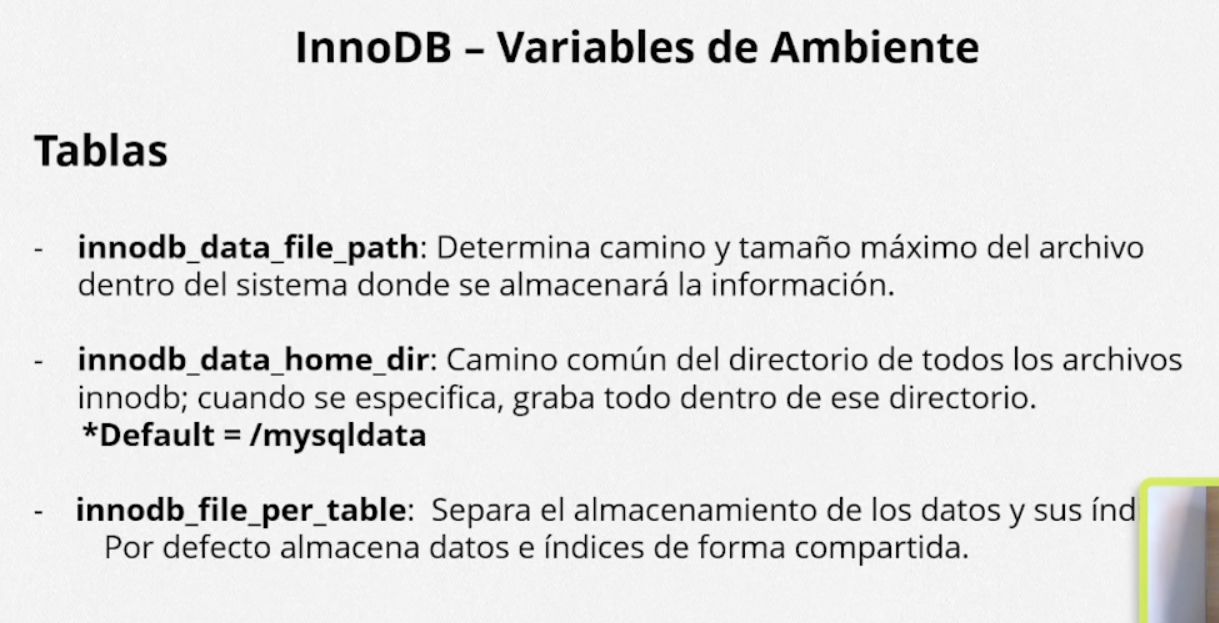 InnoDB – Variables de Ambiente
Tablas
- innodb_data_file_path: Determina camino y tamaño máximo del archivo
dentro del sistema donde se almacenará la información.
- innodb_data_home_dir: Camino común del directorio de todos los archivos
innodb; cuando se especifica, graba todo dentro de ese directorio.
*Default = /mysqldata
- innodb_file_per_table: Separa el almacenamiento de los datos y sus
Por defecto almacena datos e índices de forma compartida.